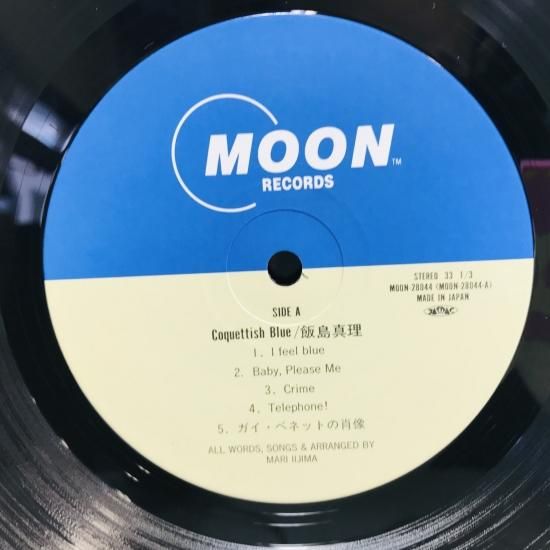 MOON™
RECORDS
STEREO 33 1/3
MOON-28044 (MOON-28044-A)
MADE IN JAPAN
JASRAC
SIDE A
Coquettish Blue/飯島真理
1. I feel blue
2. Baby, Please Me
3. Crime
4. Telephone!
5. ガイ・ベネットの肖像
ALL WORDS, SONGS & ARRANGED BY
MARI IIJIMA